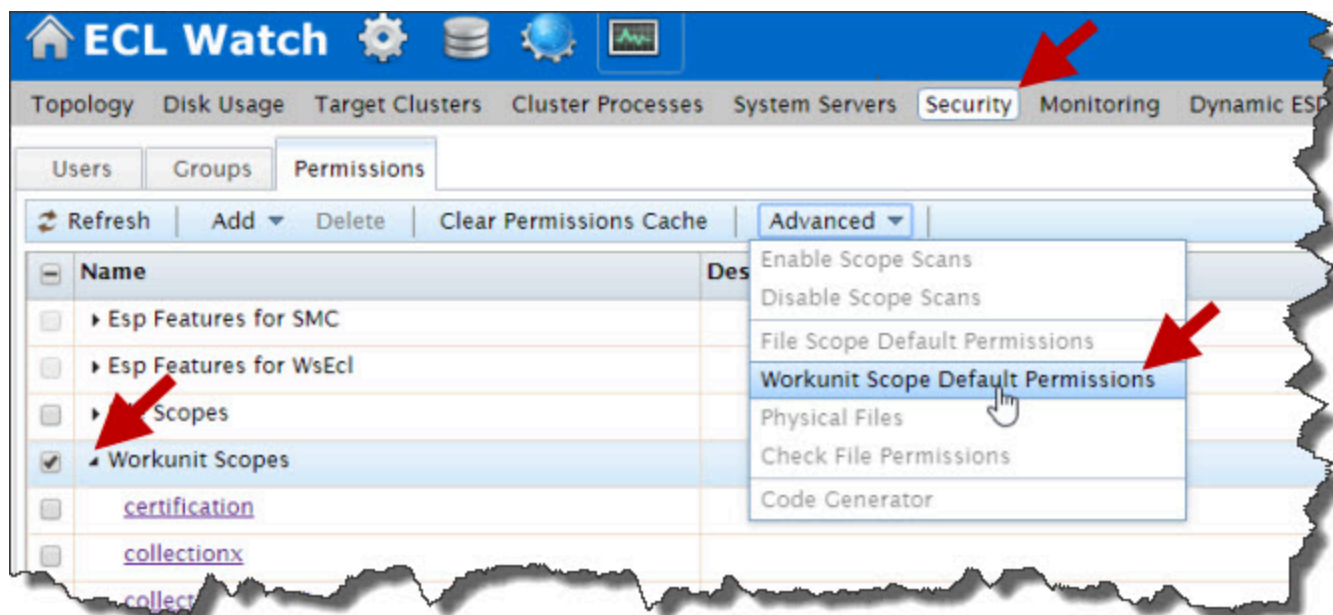 ECL Watch
Topology Disk Usage Target Clusters Cluster Processes System Servers Security Monitoring Dynamic
Users Groups Permissions
Refresh Add Delete Clear Permissions Cache Advanced
Name Des
Enable Scope Scans
Disable Scope Scans
Esp Features for SMC
File Scope Default Permissions
Esp Features for WsEcl
Workunit Scope Default Permissions
Scopes
Physical Files
Workunit Scopes
Check File Permissions
certification
Code Generator
collectionx
collect